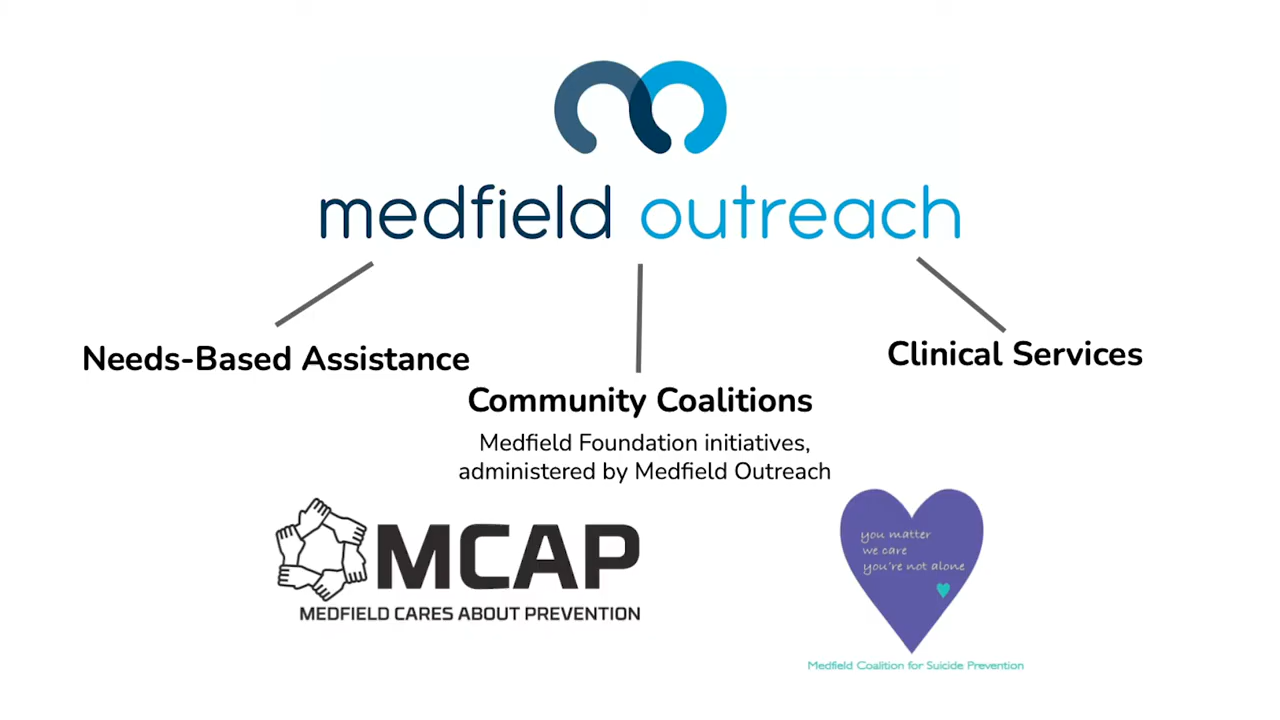 medfield outreach
Needs-Based Assistance
Clinical Services
Community Coalitions
Medfield Foundation initiatives,
administered by Medfield Outreach
MCAP
MEDFIELD CARES ABOUT PREVENTION
you matter
we care
you're not alone
Medfield Coalition for Suicide Prevention